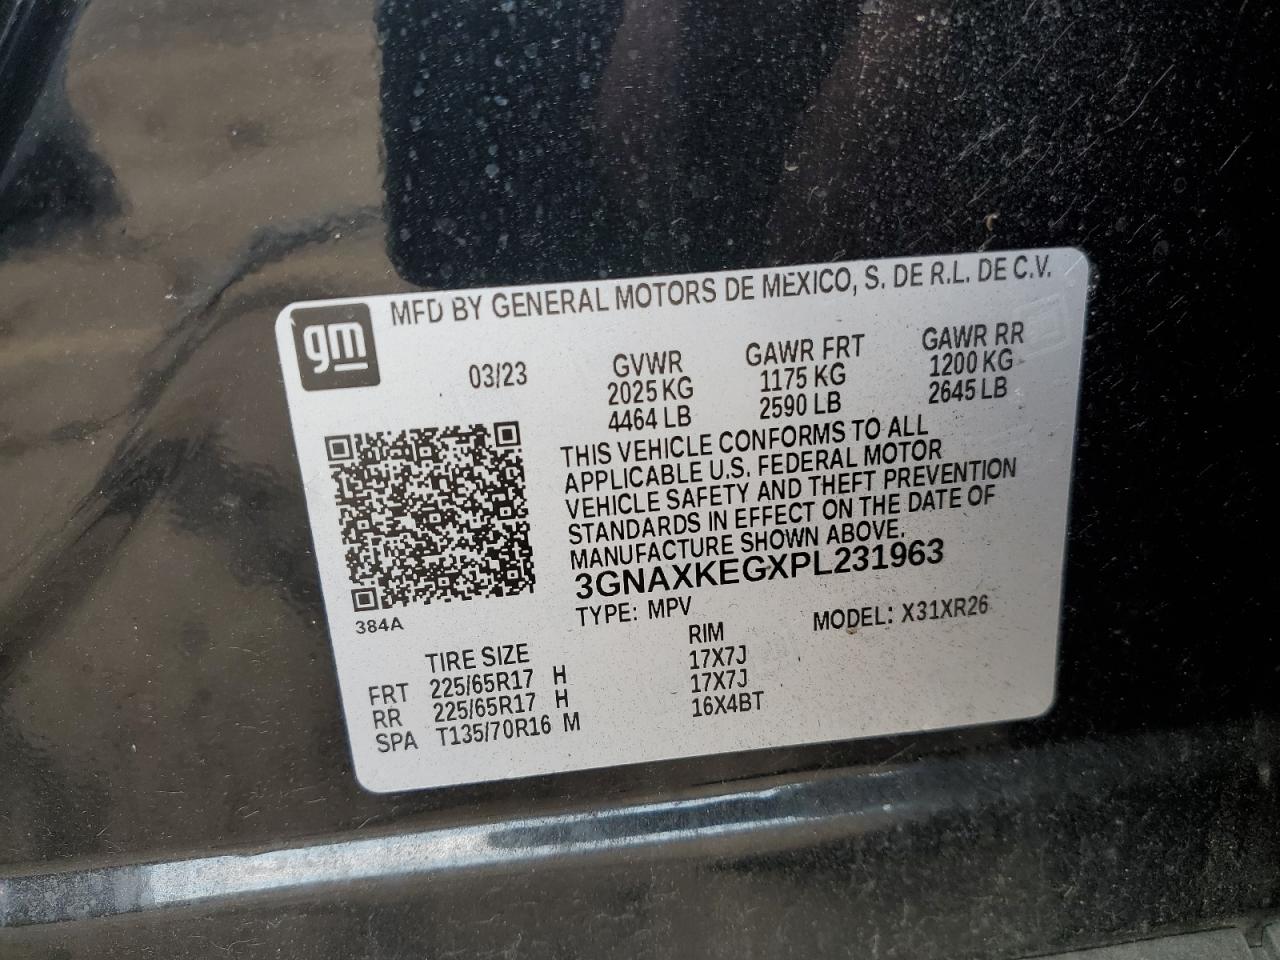 gm
MFD BY GENERAL MOTORS DE MEXICO, S. DE R.L. DE C.V.
03/23 GVWR GAWR FRT GAWR RR
2025 KG 1175 KG 1200 KG
4464 LB 2590 LB 2645 LB
THIS VEHICLE CONFORMS TO ALL
APPLICABLE U.S. FEDERAL MOTOR
VEHICLE SAFETY AND THEFT PREVENTION
STANDARDS IN EFFECT ON THE DATE OF
MANUFACTURE SHOWN ABOVE.
3GNAXKEGXPL231963
384A
TYPE: MPV MODEL: X31XR26
TIRE SIZE RIM
FRT 225/65R17 H 17X7J
RR 225/65R17 H 17X7J
SPA T135/70R16 M 16X4BT